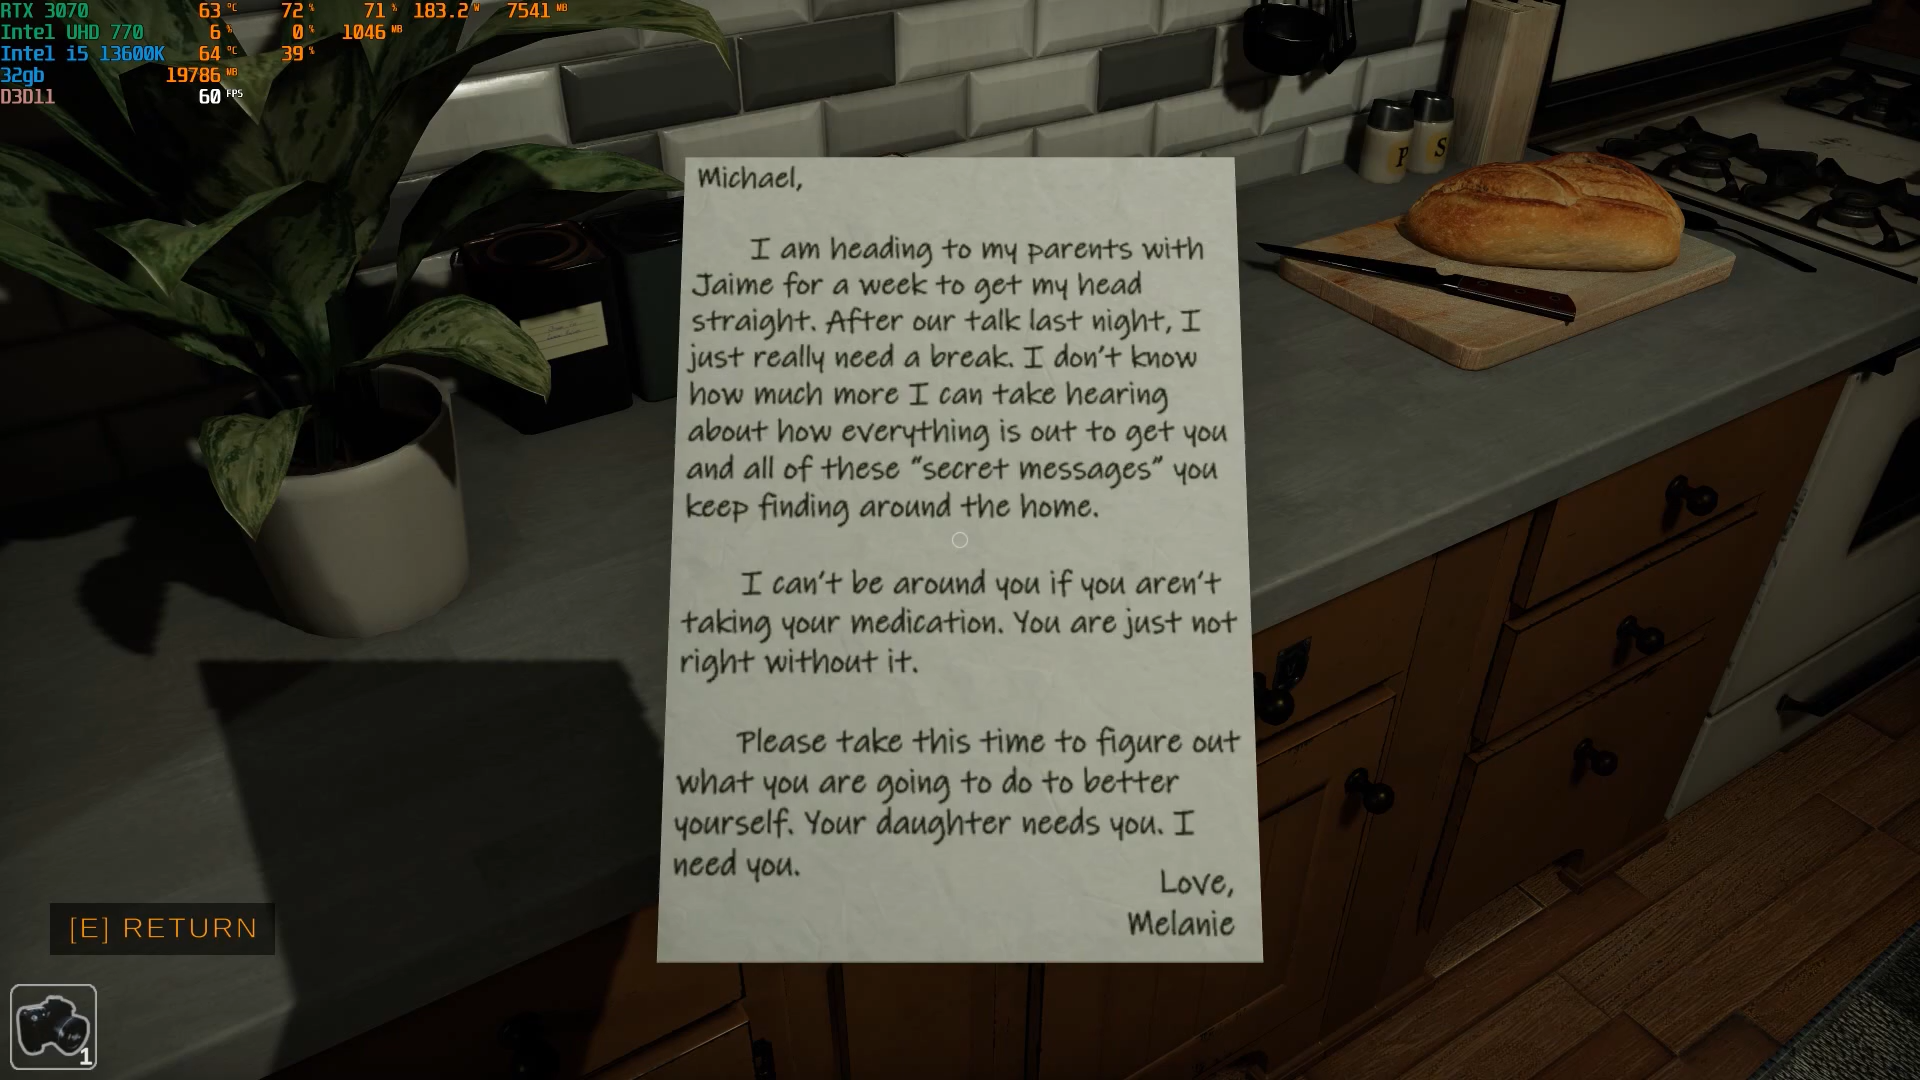 RTX 3070 63 °C 72 % 71 % 183.2 W 7541 MB
Intel UHD 770 6 % 0 % 1046 MB
Intel i5 13600K 64 °C 39 %
32gb 19786 MB
D3D11 60 FPS
P S
Michael,
I am heading to my parents with
Jaime for a week to get my head
straight. After our talk last night, I
just really need a break. I don't know
how much more I can take hearing
about how everything is out to get you
and all of these "secret messages" you
keep finding around the home.
I can't be around you if you aren't
taking your medication. You are just not
right without it.
Please take this time to figure out
what you are going to do to better
yourself. Your daughter needs you. I
need you.
Love,
Melanie
[E] RETURN
1